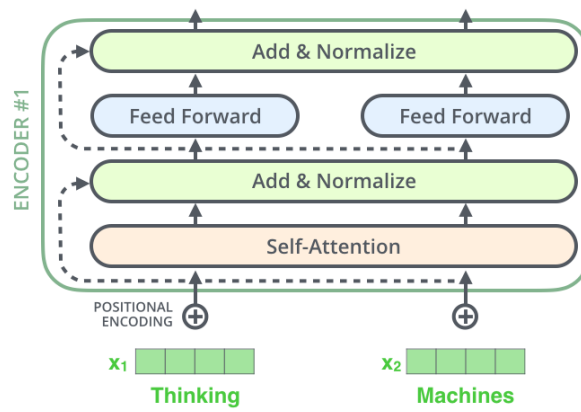 ENCODER #1
Add & Normalize
Feed Forward
Feed Forward
Add & Normalize
Self-Attention
POSITIONAL
ENCODING
x1
x2
Thinking
Machines